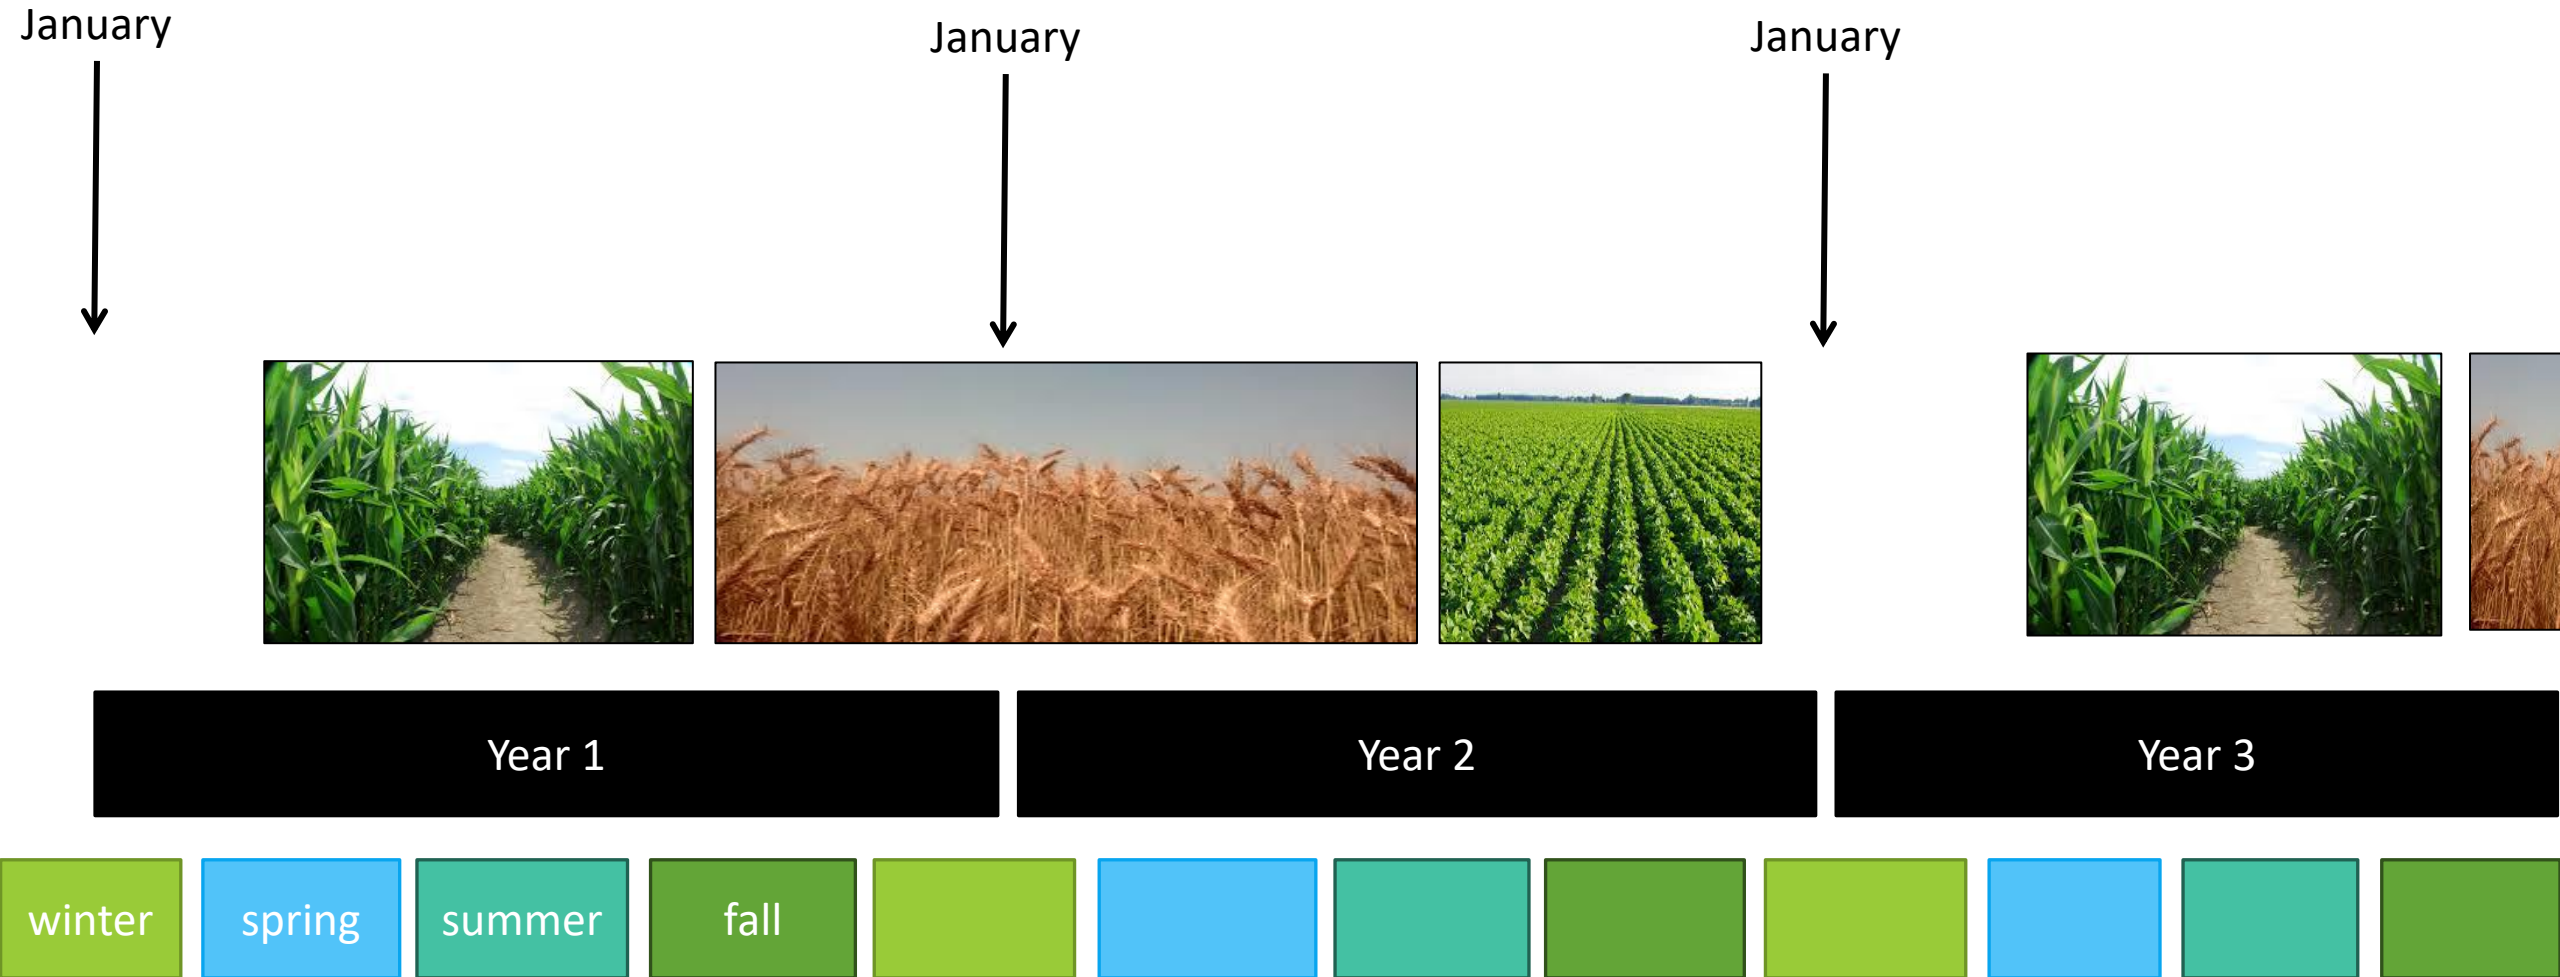 January
January
January
Year 1
Year 2
Year 3
winter
spring
summer
fall